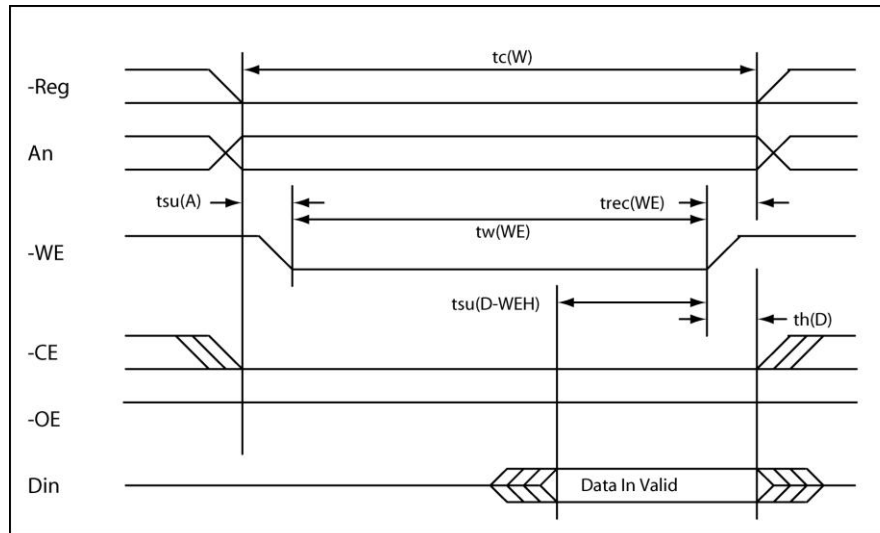 tc(W)
-Reg
An
tsu(A)
trec(WE)
tw(WE)
-WE
tsu(D-WEH)
th(D)
-CE
-OE
Din
Data In Valid